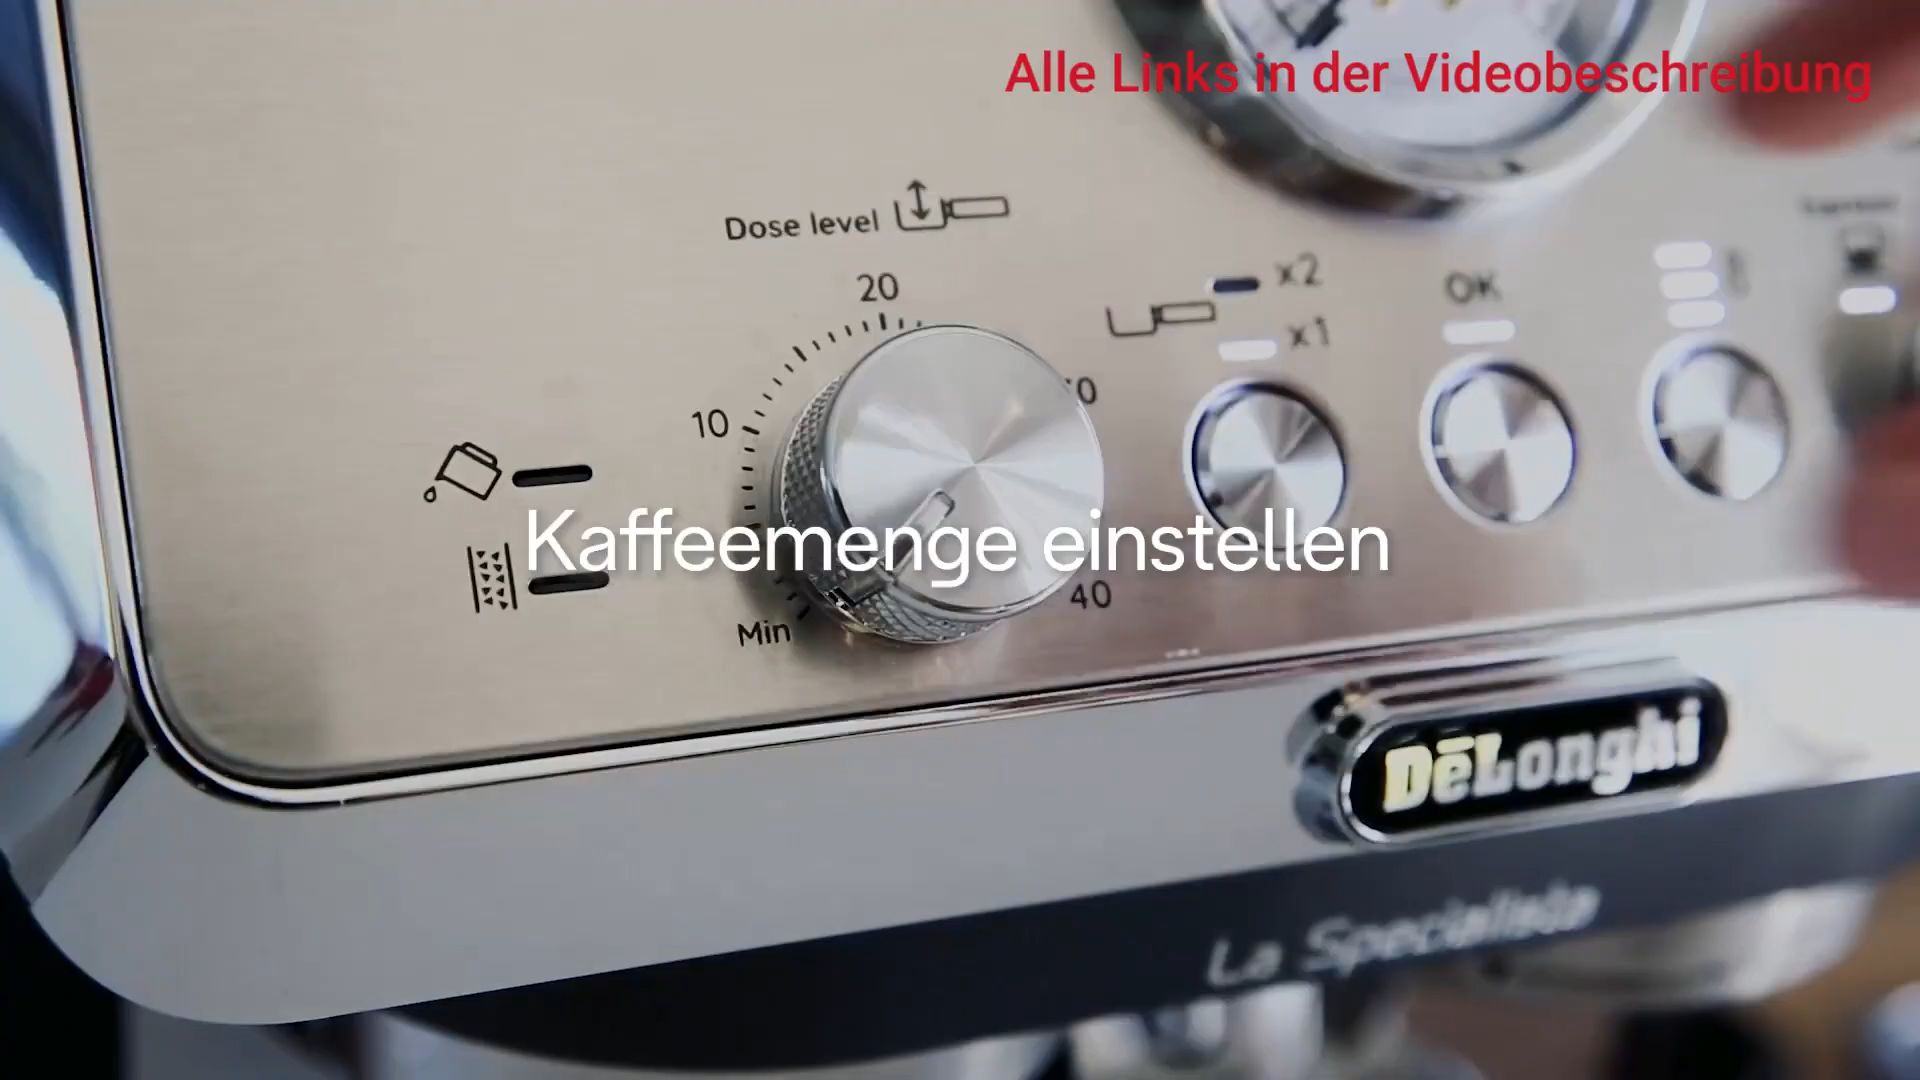 Alle Links in der Videobeschreibung
Dose level
20
x2
OK
x1
10
Kaffeemenge einstellen
Min
40
DeLonghi
La Specialista